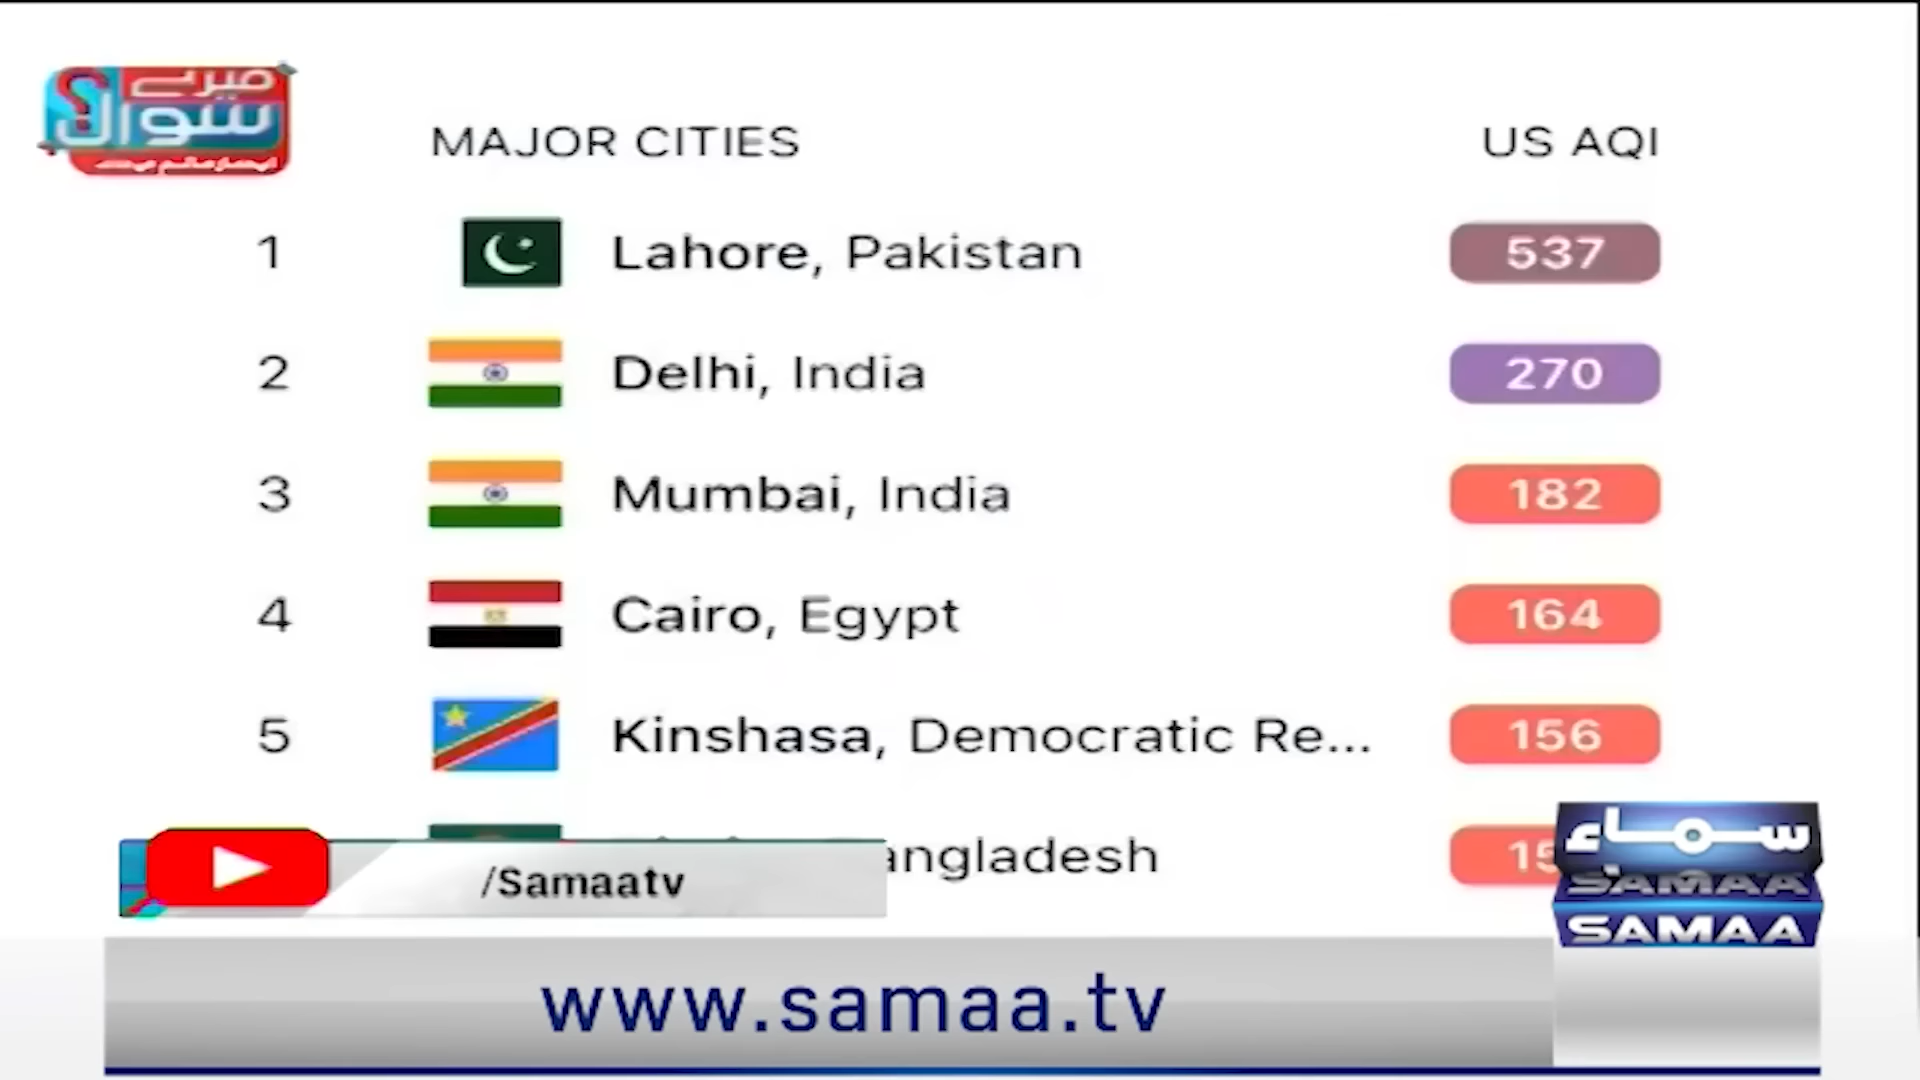 میرے
سوال؟
MAJOR CITIES US AQI
1 Lahore, Pakistan 537
2 Delhi, India 270
3 Mumbai, India 182
4 Cairo, Egypt 164
5 Kinshasa, Democratic Re... 156
angladesh 15
/Samaatv
سماء
SAMAA
SAMAA
www.samaa.tv